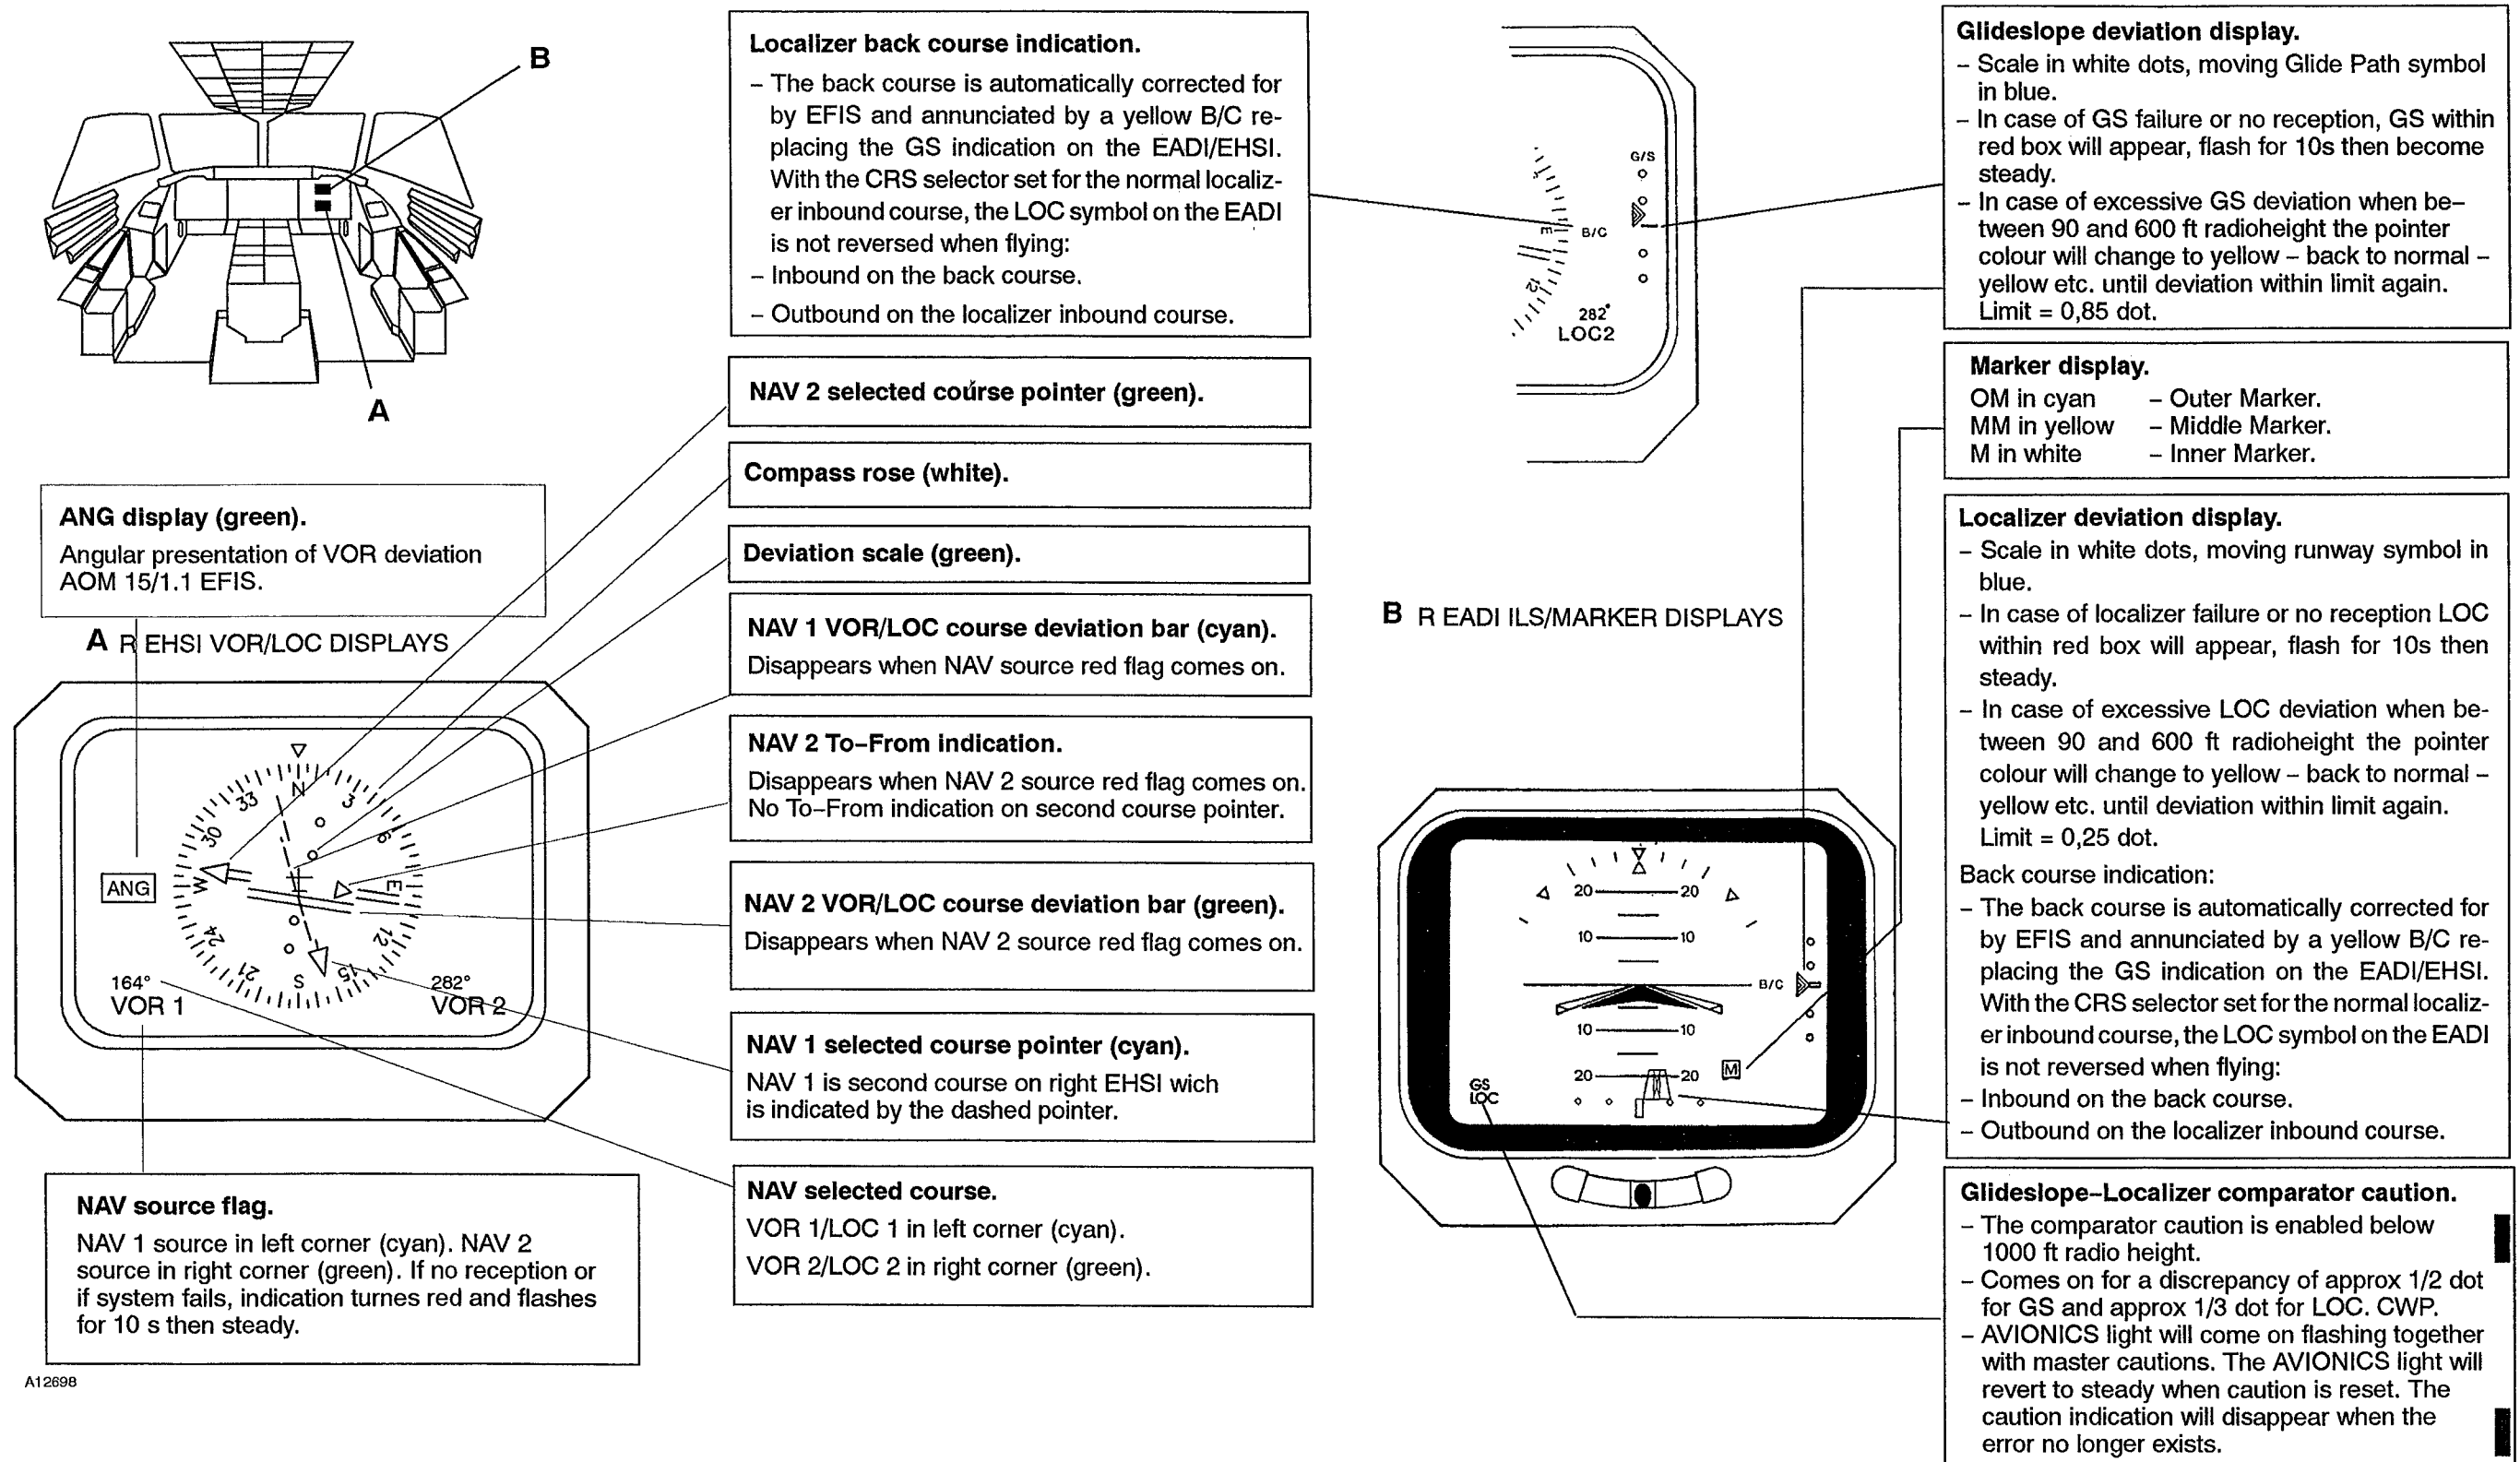 B
A
ANG display (green).
Angular presentation of VOR deviation
AOM 15/1.1 EFIS.
A R EHSI VOR/LOC DISPLAYS
N
3
6
E
12
15
S
21
24
W
30
33
ANG
164°
VOR 1
282°
VOR 2
NAV source flag.
NAV 1 source in left corner (cyan). NAV 2
source in right corner (green). If no reception or
if system fails, indication turnes red and flashes
for 10 s then steady.
A12698
Localizer back course indication.
– The back course is automatically corrected for
by EFIS and annunciated by a yellow B/C re-
placing the GS indication on the EADI/EHSI.
With the CRS selector set for the normal localiz-
er inbound course, the LOC symbol on the EADI
is not reversed when flying:
– Inbound on the back course.
– Outbound on the localizer inbound course.
NAV 2 selected course pointer (green).
Compass rose (white).
Deviation scale (green).
NAV 1 VOR/LOC course deviation bar (cyan).
Disappears when NAV source red flag comes on.
NAV 2 To–From indication.
Disappears when NAV 2 source red flag comes on.
No To–From indication on second course pointer.
NAV 2 VOR/LOC course deviation bar (green).
Disappears when NAV 2 source red flag comes on.
NAV 1 selected course pointer (cyan).
NAV 1 is second course on right EHSI wich
is indicated by the dashed pointer.
NAV selected course.
VOR 1/LOC 1 in left corner (cyan).
VOR 2/LOC 2 in right corner (green).
G/S
E
B/C
12
282°
LOC2
B R EADI ILS/MARKER DISPLAYS
20 20
10 10
B/C
10 10
20 20
M
GS
LOC
Glideslope deviation display.
– Scale in white dots, moving Glide Path symbol
in blue.
– In case of GS failure or no reception, GS within
red box will appear, flash for 10s then become
steady.
– In case of excessive GS deviation when be–
tween 90 and 600 ft radioheight the pointer
colour will change to yellow – back to normal –
yellow etc. until deviation within limit again.
Limit = 0,85 dot.
Marker display.
OM in cyan – Outer Marker.
MM in yellow – Middle Marker.
M in white – Inner Marker.
Localizer deviation display.
– Scale in white dots, moving runway symbol in
blue.
– In case of localizer failure or no reception LOC
within red box will appear, flash for 10s then
steady.
– In case of excessive LOC deviation when be-
tween 90 and 600 ft radioheight the pointer
colour will change to yellow – back to normal –
yellow etc. until deviation within limit again.
Limit = 0,25 dot.
Back course indication:
– The back course is automatically corrected for
by EFIS and annunciated by a yellow B/C re-
placing the GS indication on the EADI/EHSI.
With the CRS selector set for the normal localiz-
er inbound course, the LOC symbol on the EADI
is not reversed when flying:
– Inbound on the back course.
– Outbound on the localizer inbound course.
Glideslope–Localizer comparator caution.
– The comparator caution is enabled below
1000 ft radio height.
– Comes on for a discrepancy of approx 1/2 dot
for GS and approx 1/3 dot for LOC. CWP.
– AVIONICS light will come on flashing together
with master cautions. The AVIONICS light will
revert to steady when caution is reset. The
caution indication will disappear when the
error no longer exists.